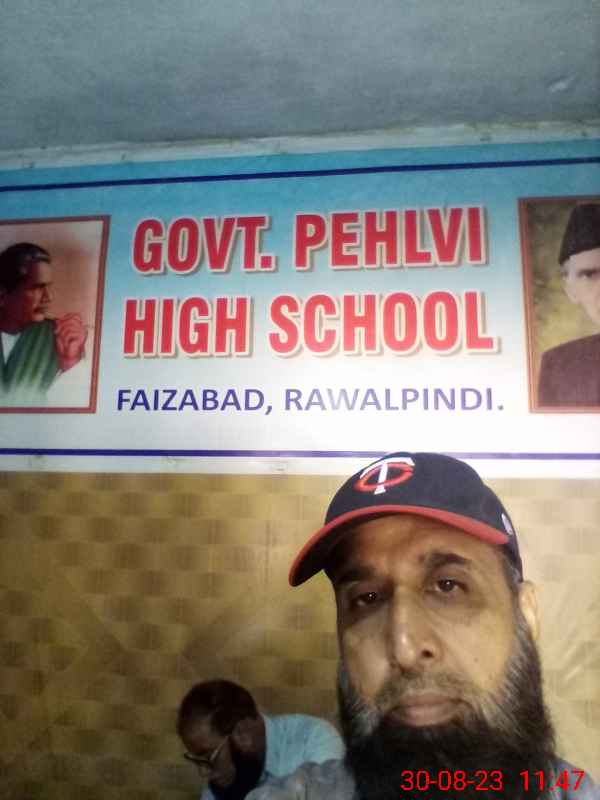 GOVT. PEHLVI
HIGH SCHOOL
FAIZABAD, RAWALPINDI.
TC
30-08-23 11.47